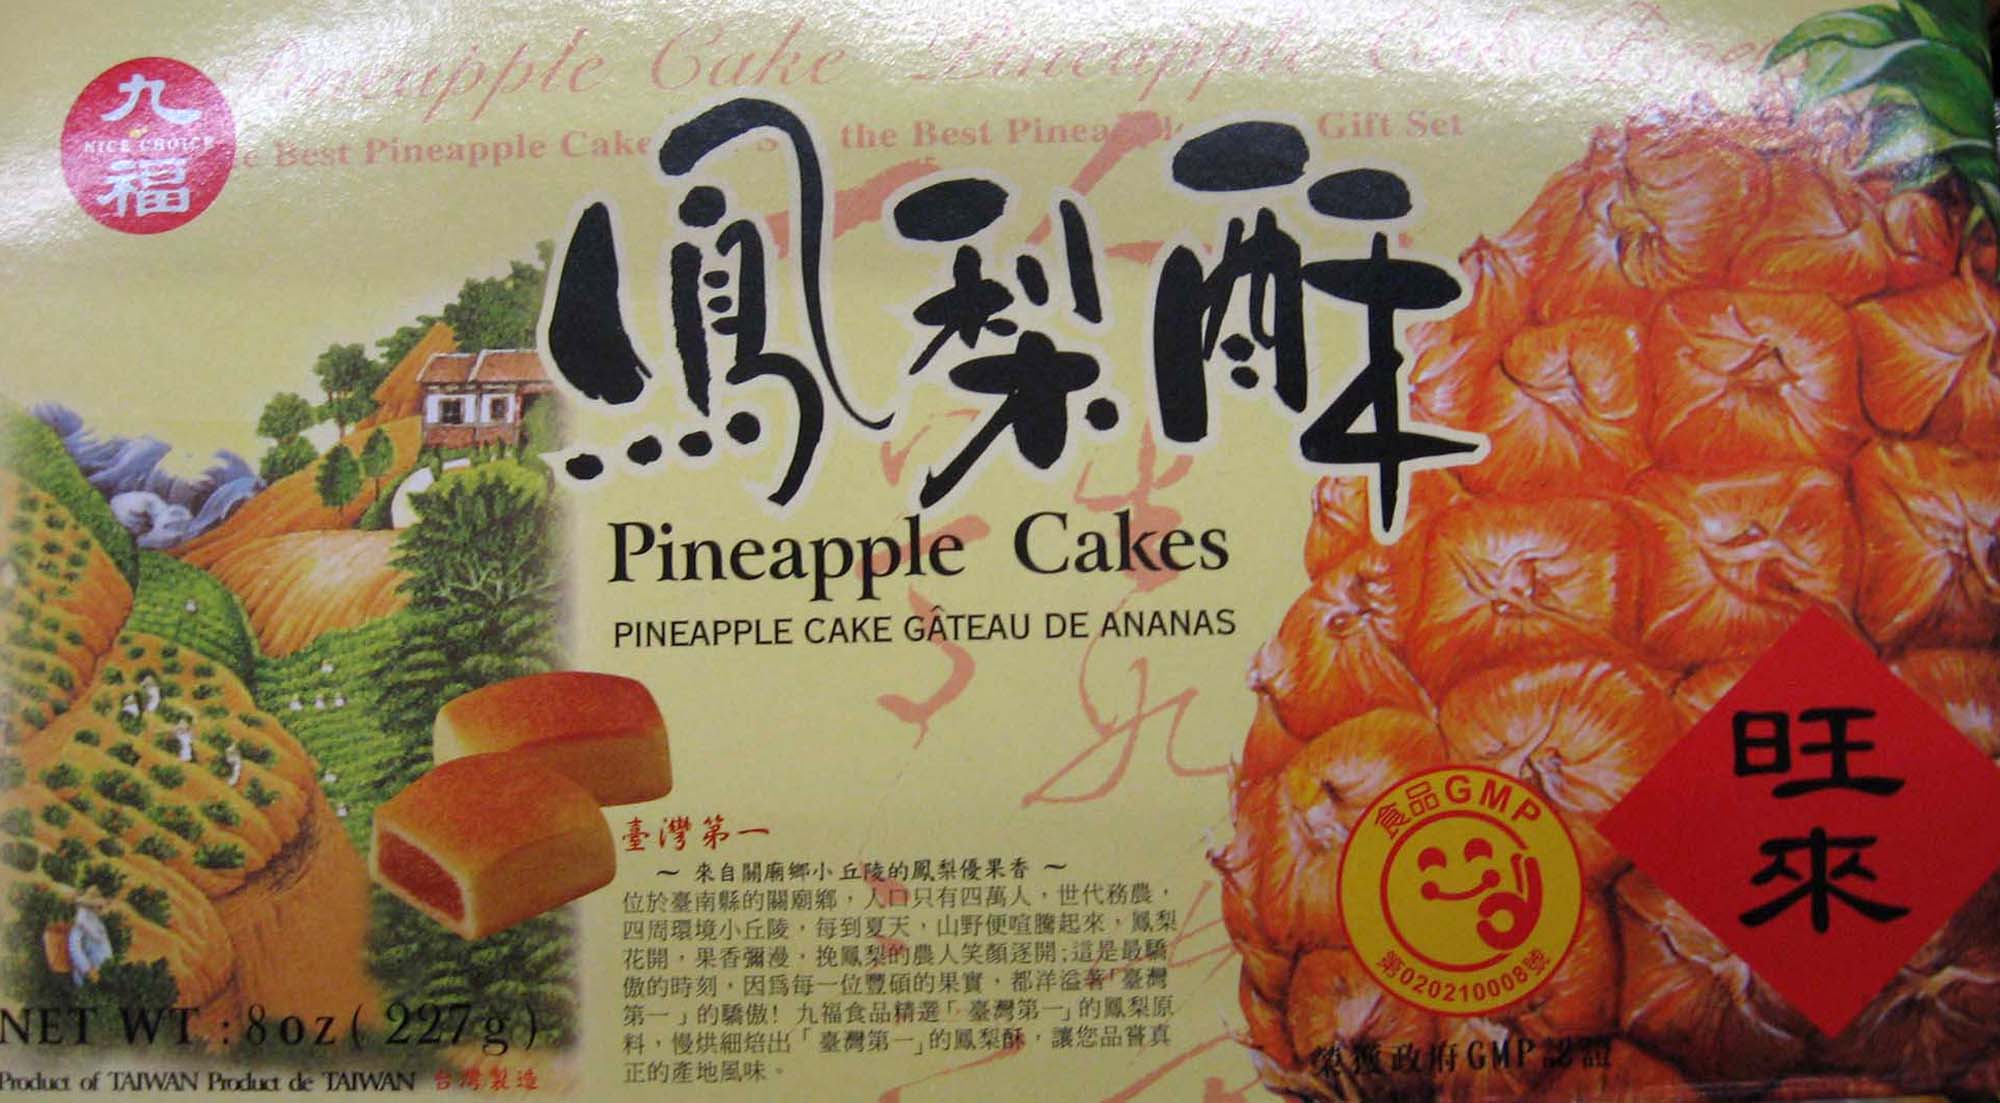 Pineapple Cake Pineapple Cake
九
NICE CHOICE
福
Best Pineapple Cake the Best Gift Set
鳳梨酥
Pineapple Cakes
PINEAPPLE CAKE GÂTEAU DE ANANAS
旺來
食品GMP
第020210008號
臺灣第一
～ 來自關廟鄉小丘陵的鳳梨優果香 ～
位於臺南縣的關廟鄉，人口只有四萬人，世代務農，
四周環境小丘陵，每到夏天，山野便喧騰起來，鳳梨
花開，果香彌漫，挽鳳梨的農人笑顏逐開;這是最驕
傲的時刻，因爲每一位豐碩的果實，都洋溢著「臺灣
第一」的驕傲！九福食品精選「臺灣第一」的鳳梨原
料，慢烘細焙出「臺灣第一」的鳳梨酥，讓您品嘗真
正的產地風味。
NET WT.:8oz(227g)
Product of TAIWAN Product de TAIWAN 台灣製造
榮獲政府GMP認證